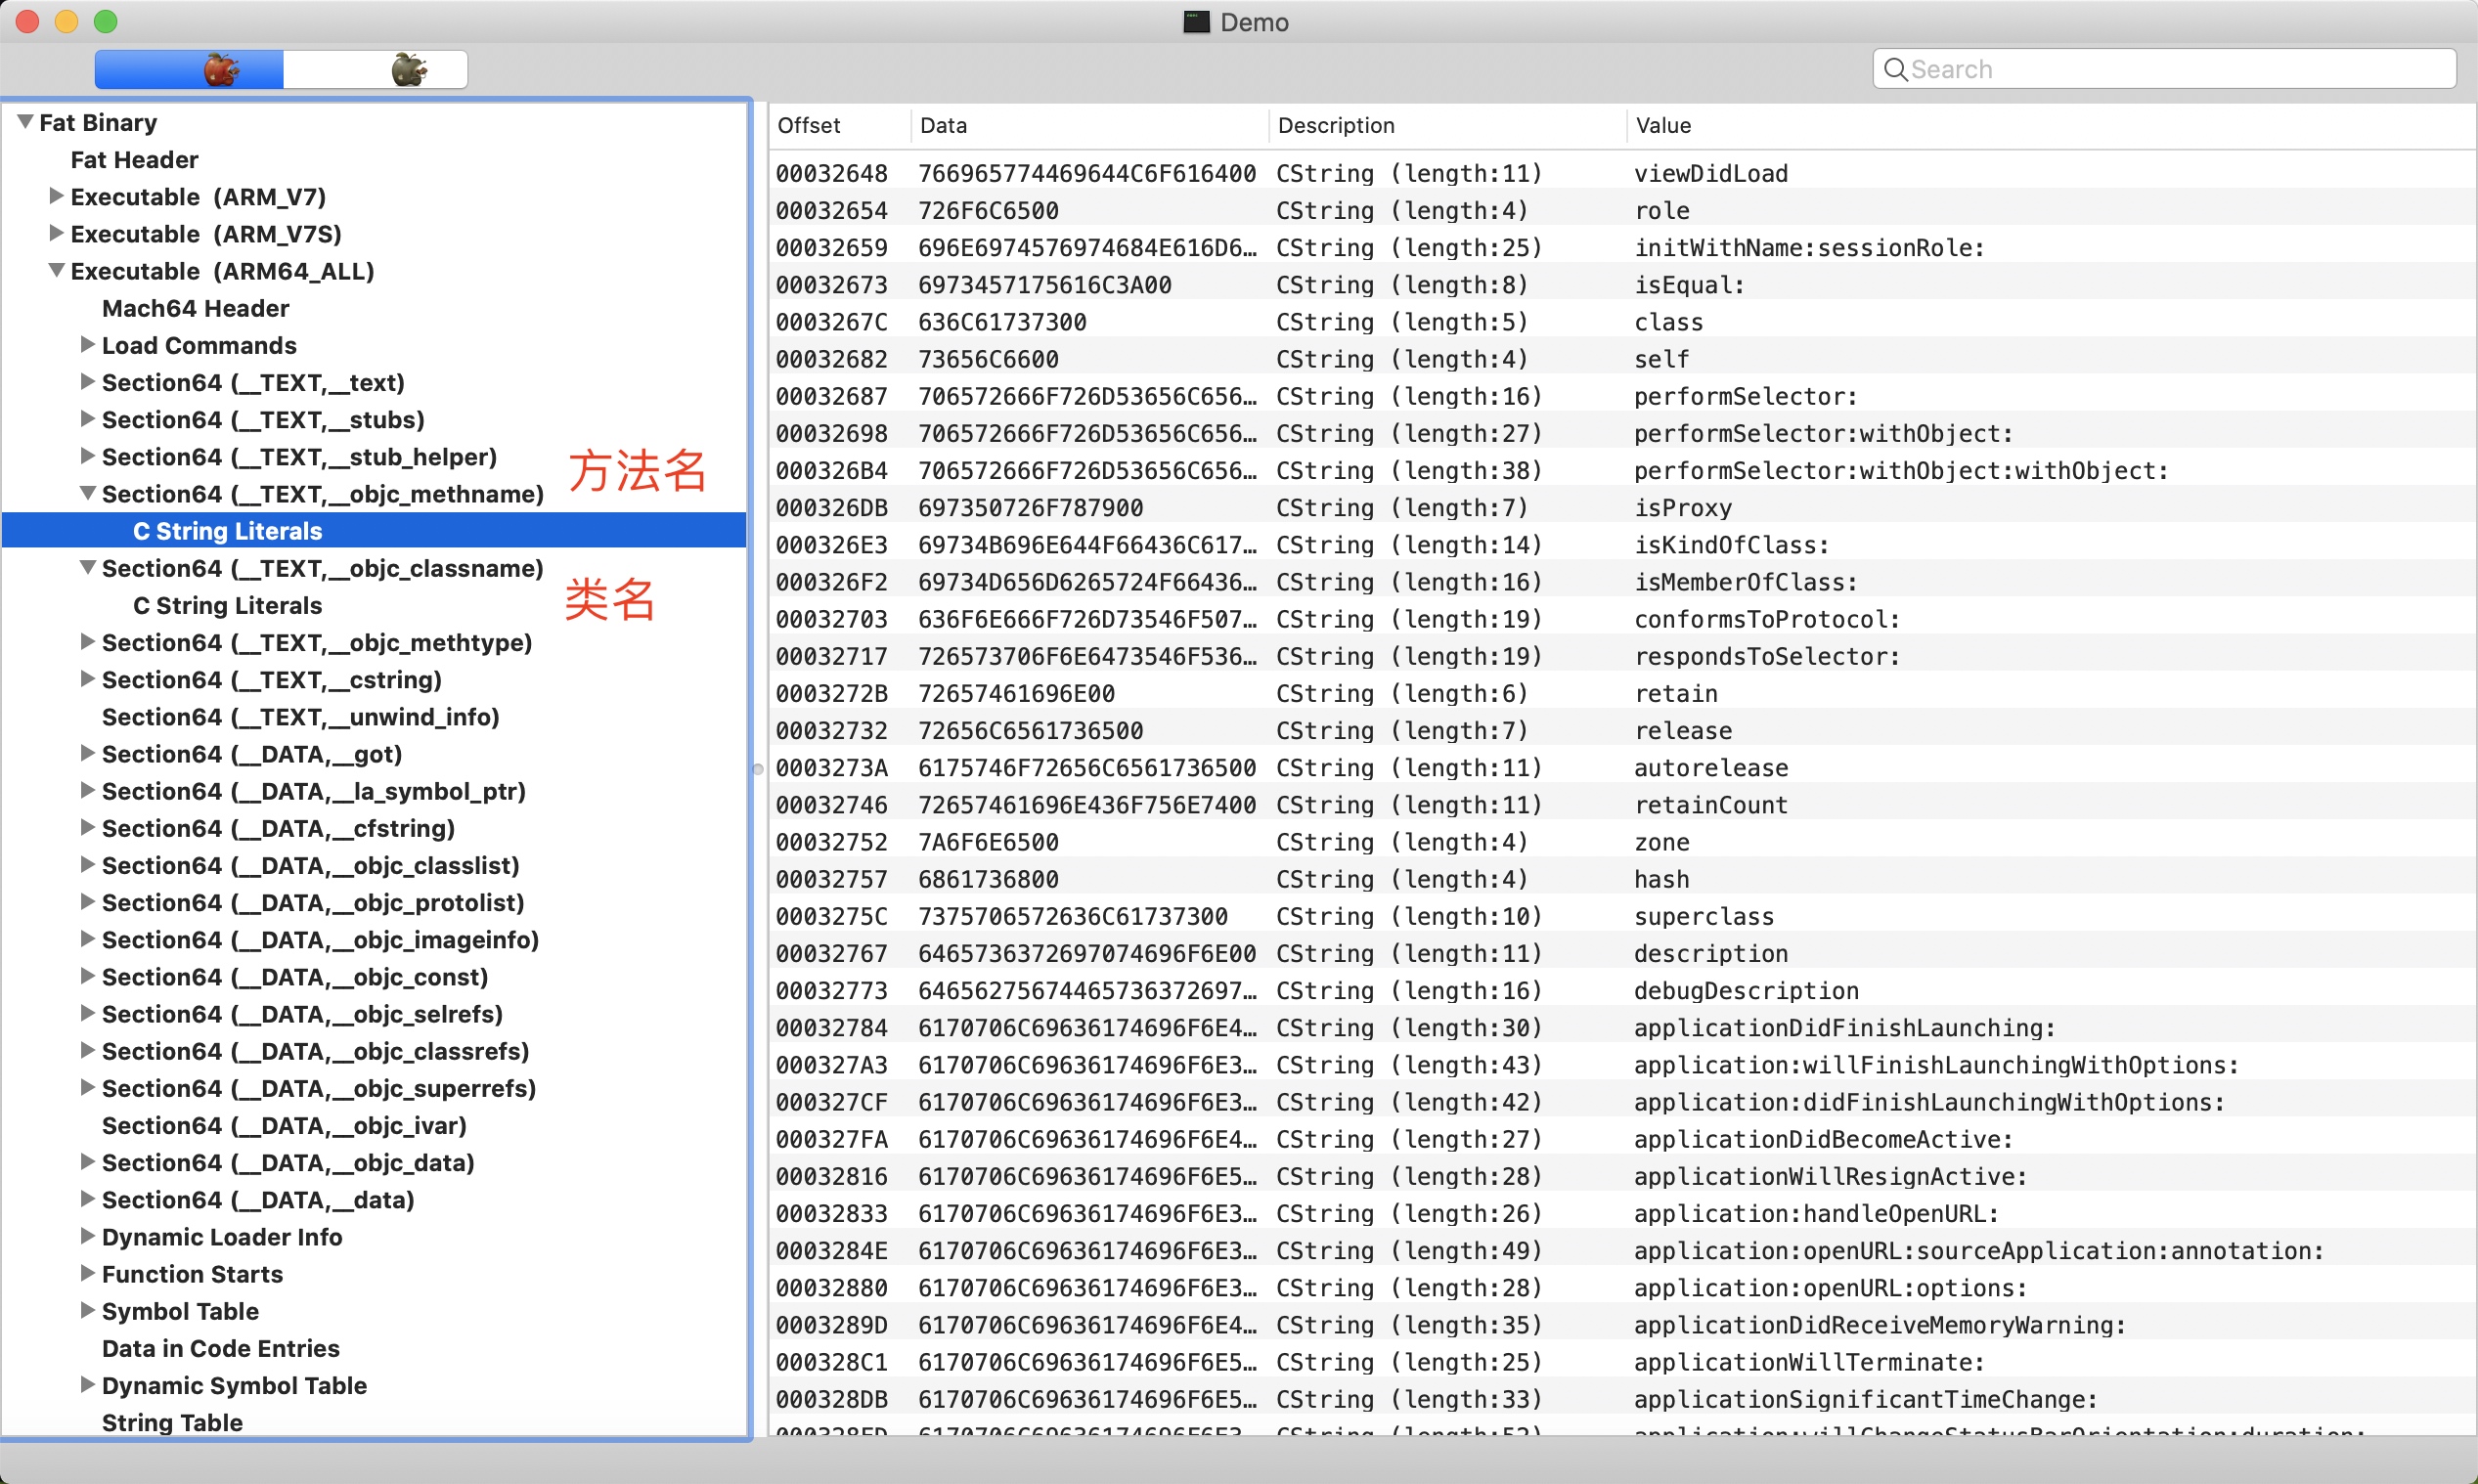 Demo
Search
Fat Binary
Fat Header
Executable (ARM_V7)
Executable (ARM_V7S)
Executable (ARM64_ALL)
Mach64 Header
Load Commands
Section64 (__TEXT,__text)
Section64 (__TEXT,__stubs)
Section64 (__TEXT,__stub_helper)
方法名
Section64 (__TEXT,__objc_methname)
C String Literals
Section64 (__TEXT,__objc_classname)
类名
C String Literals
Section64 (__TEXT,__objc_methtype)
Section64 (__TEXT,__cstring)
Section64 (__TEXT,__unwind_info)
Section64 (__DATA,__got)
Section64 (__DATA,__la_symbol_ptr)
Section64 (__DATA,__cfstring)
Section64 (__DATA,__objc_classlist)
Section64 (__DATA,__objc_protolist)
Section64 (__DATA,__objc_imageinfo)
Section64 (__DATA,__objc_const)
Section64 (__DATA,__objc_selrefs)
Section64 (__DATA,__objc_classrefs)
Section64 (__DATA,__objc_superrefs)
Section64 (__DATA,__objc_ivar)
Section64 (__DATA,__objc_data)
Section64 (__DATA,__data)
Dynamic Loader Info
Function Starts
Symbol Table
Data in Code Entries
Dynamic Symbol Table
String Table
Offset Data Description Value
00032648 766965774469644C6F616400 CString (length:11) viewDidLoad
00032654 726F6C6500 CString (length:4) role
00032659 696E6974576974684E616D6… CString (length:25) initWithName:sessionRole:
00032673 6973457175616C3A00 CString (length:8) isEqual:
0003267C 636C61737300 CString (length:5) class
00032682 73656C6600 CString (length:4) self
00032687 706572666F726D53656C656… CString (length:16) performSelector:
00032698 706572666F726D53656C656… CString (length:27) performSelector:withObject:
000326B4 706572666F726D53656C656… CString (length:38) performSelector:withObject:withObject:
000326DB 697350726F787900 CString (length:7) isProxy
000326E3 69734B696E644F66436C617… CString (length:14) isKindOfClass:
000326F2 69734D656D6265724F66436… CString (length:16) isMemberOfClass:
00032703 636F6E666F726D73546F507… CString (length:19) conformsToProtocol:
00032717 726573706F6E6473546F536… CString (length:19) respondsToSelector:
0003272B 72657461696E00 CString (length:6) retain
00032732 72656C6561736500 CString (length:7) release
0003273A 6175746F72656C6561736500 CString (length:11) autorelease
00032746 72657461696E436F756E7400 CString (length:11) retainCount
00032752 7A6F6E6500 CString (length:4) zone
00032757 6861736800 CString (length:4) hash
0003275C 7375706572636C61737300 CString (length:10) superclass
00032767 6465736372697074696F6E00 CString (length:11) description
00032773 64656275674465736372697… CString (length:16) debugDescription
00032784 6170706C69636174696F6E4… CString (length:30) applicationDidFinishLaunching:
000327A3 6170706C69636174696F6E3… CString (length:43) application:willFinishLaunchingWithOptions:
000327CF 6170706C69636174696F6E3… CString (length:42) application:didFinishLaunchingWithOptions:
000327FA 6170706C69636174696F6E4… CString (length:27) applicationDidBecomeActive:
00032816 6170706C69636174696F6E5… CString (length:28) applicationWillResignActive:
00032833 6170706C69636174696F6E3… CString (length:26) application:handleOpenURL:
0003284E 6170706C69636174696F6E3… CString (length:49) application:openURL:sourceApplication:annotation:
00032880 6170706C69636174696F6E3… CString (length:28) application:openURL:options:
0003289D 6170706C69636174696F6E4… CString (length:35) applicationDidReceiveMemoryWarning:
000328C1 6170706C69636174696F6E5… CString (length:25) applicationWillTerminate:
000328DB 6170706C69636174696F6E5… CString (length:33) applicationSignificantTimeChange: